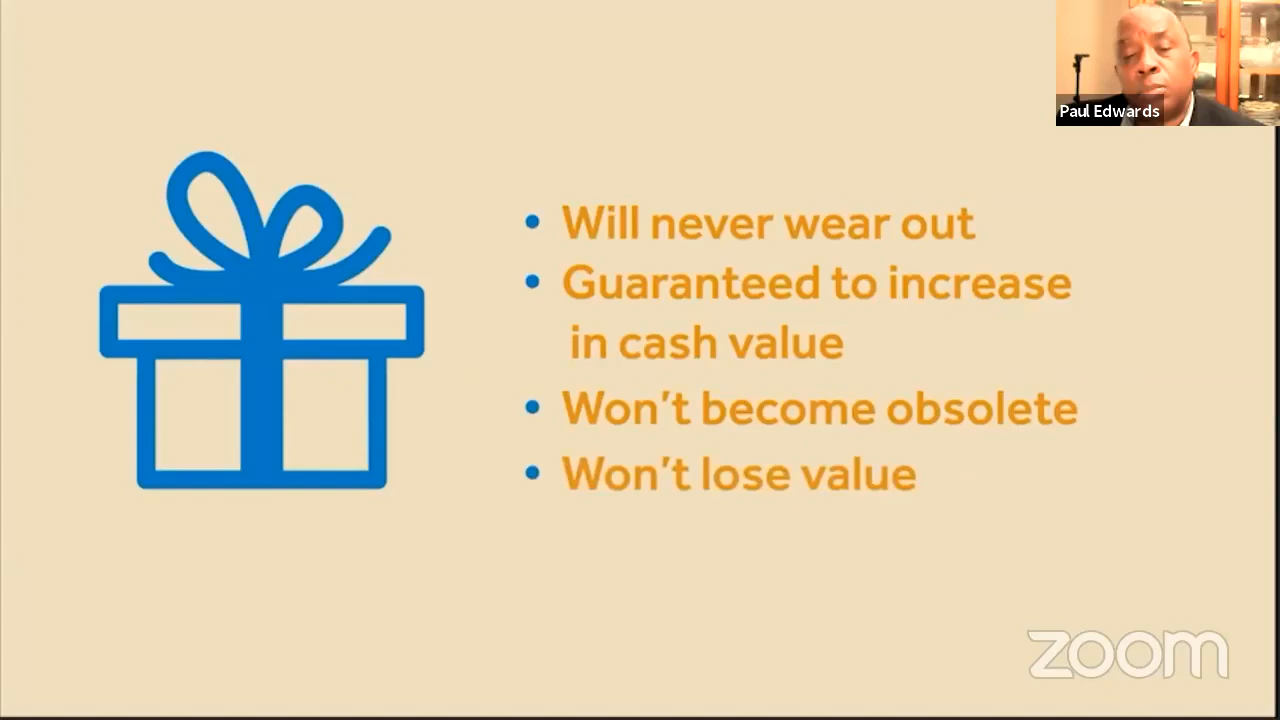 Paul Edwards
• Will never wear out
• Guaranteed to increase
in cash value
• Won’t become obsolete
• Won’t lose value
zoom